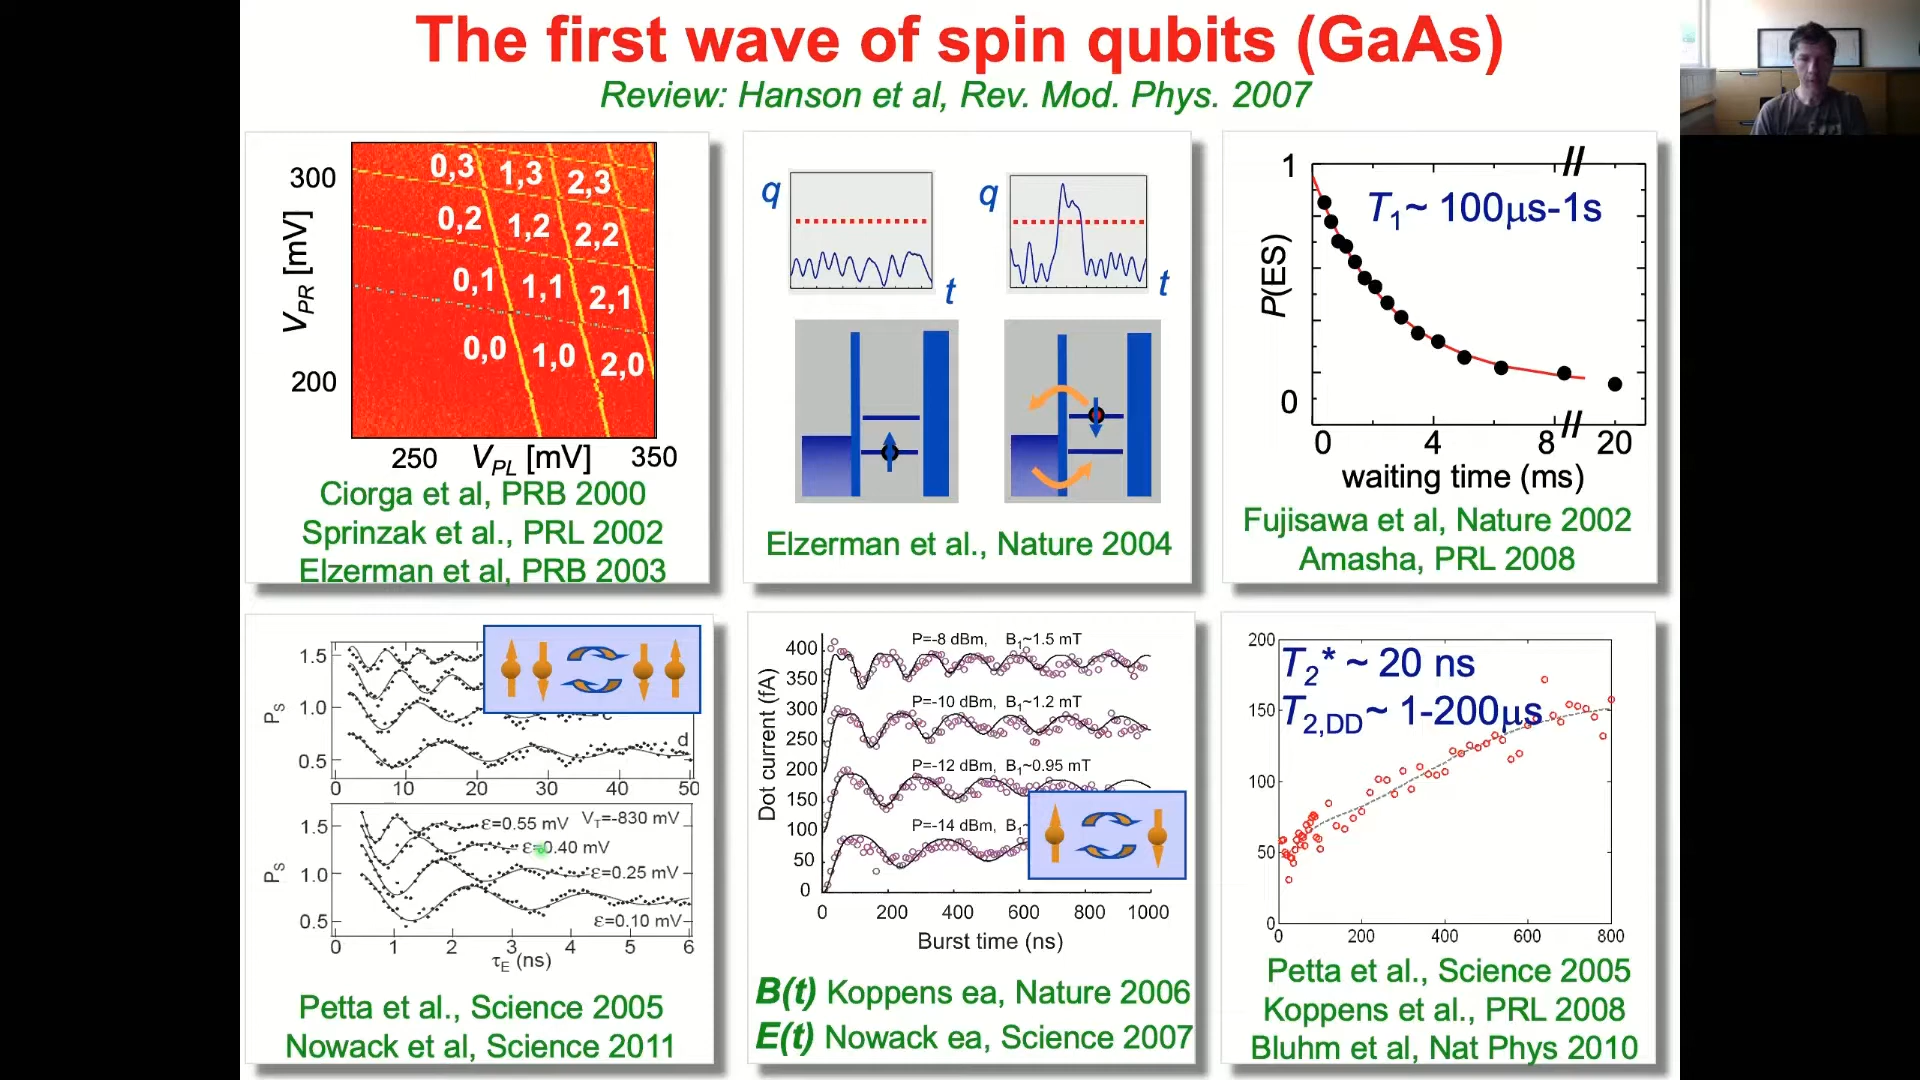 The first wave of spin qubits (GaAs)
Review: Hanson et al, Rev. Mod. Phys. 2007
300
200
V_PR [mV]
0,3 1,3 2,3
0,2 1,2 2,2
0,1 1,1 2,1
0,0 1,0 2,0
250 V_PL [mV] 350
Ciorga et al, PRB 2000
Sprinzak et al., PRL 2002
Elzerman et al, PRB 2003
q
t
q
t
Elzerman et al., Nature 2004
1
0
P(ES)
T_1~ 100μs-1s
0 4 8 20
waiting time (ms)
Fujisawa et al, Nature 2002
Amasha, PRL 2008
P_S
1.5
1.0
0.5
c
d
0 10 20 30 40 50
P_S
1.5
1.0
0.5
ε=0.55 mV V_T=-830 mV
ε=0.40 mV
ε=0.25 mV
ε=0.10 mV
0 1 2 3 4 5 6
τ_E (ns)
Petta et al., Science 2005
Nowack et al, Science 2011
Dot current (fA)
400
350
300
250
200
150
100
50
0
P=-8 dBm, B_1~1.5 mT
P=-10 dBm, B_1~1.2 mT
P=-12 dBm, B_1~0.95 mT
P=-14 dBm, B_1~
0 200 400 600 800 1000
Burst time (ns)
B(t) Koppens ea, Nature 2006
E(t) Nowack ea, Science 2007
200
150
100
50
0
T_2* ~ 20 ns
T_2,DD~ 1-200μs
0 200 400 600 800
Petta et al., Science 2005
Koppens et al., PRL 2008
Bluhm et al, Nat Phys 2010